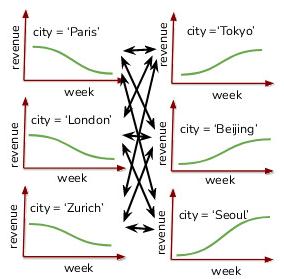 city = ‘Paris’
revenue
week
city = ‘Tokyo’
revenue
week
city = ‘London’
revenue
week
city = ‘Beijing’
revenue
week
city = ‘Zurich’
revenue
week
city = ‘Seoul’
revenue
week